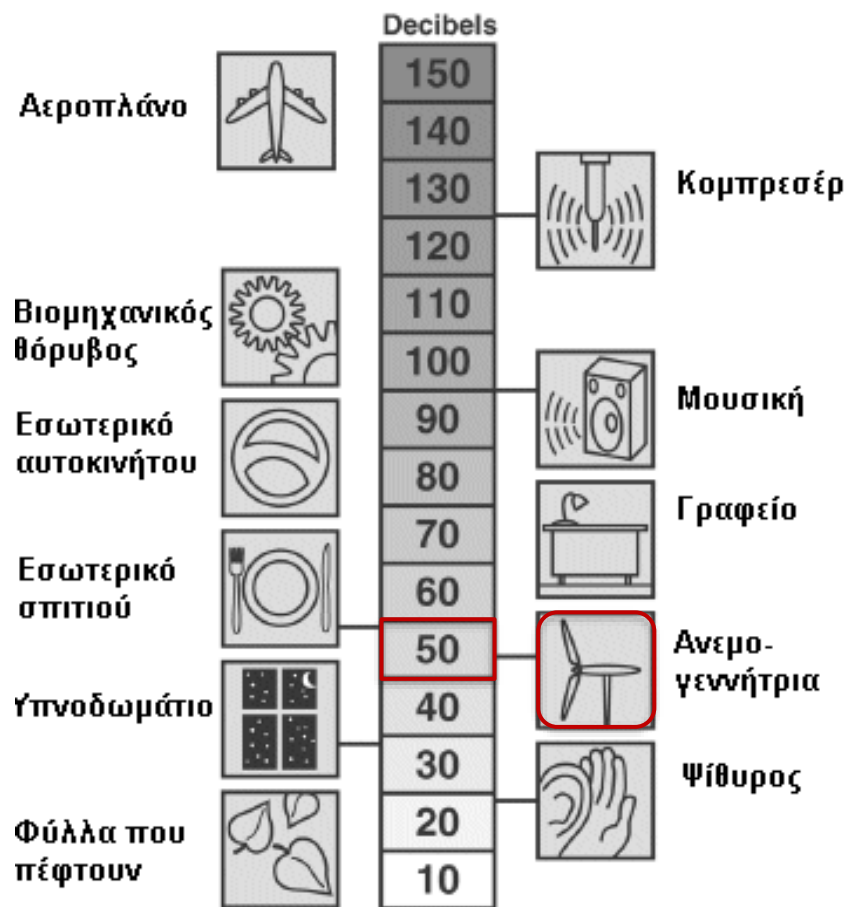 Decibels
Αεροπλάνο
Βιομηχανικός
θόρυβος
Εσωτερικό
αυτοκινήτου
Εσωτερικό
σπιτιού
Υπνοδωμάτιο
Φύλλα που
πέφτουν
150
140
130
120
110
100
90
80
70
60
50
40
30
20
10
Κομπρεσέρ
Μουσική
Γραφείο
Ανεμο-
γεννήτρια
Ψίθυρος